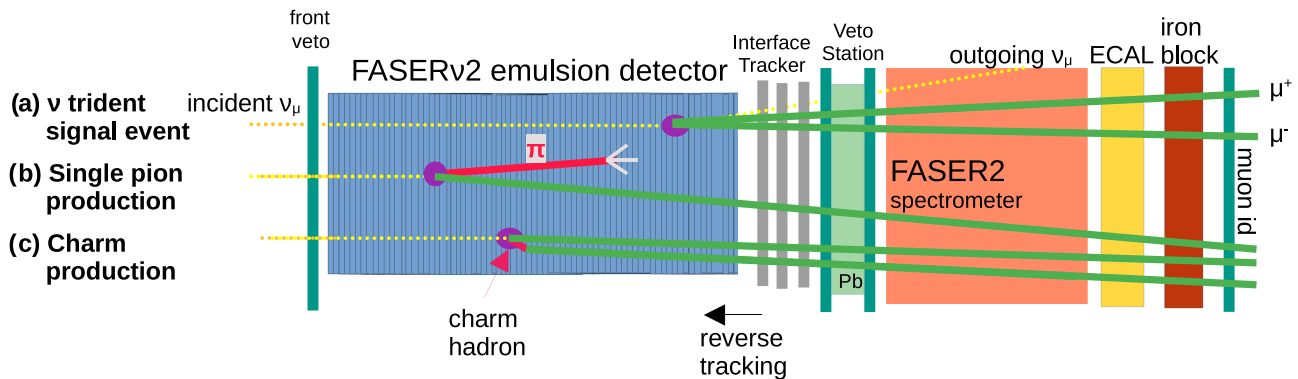 front
veto
FASERν2 emulsion detector
Interface
Tracker
Veto
Station
outgoing νμ
ECAL
iron
block
(a) ν trident
signal event
incident νμ
μ+
μ-
(b) Single pion
production
π
FASER2
spectrometer
muon id
(c) Charm
production
Pb
charm
hadron
reverse
tracking